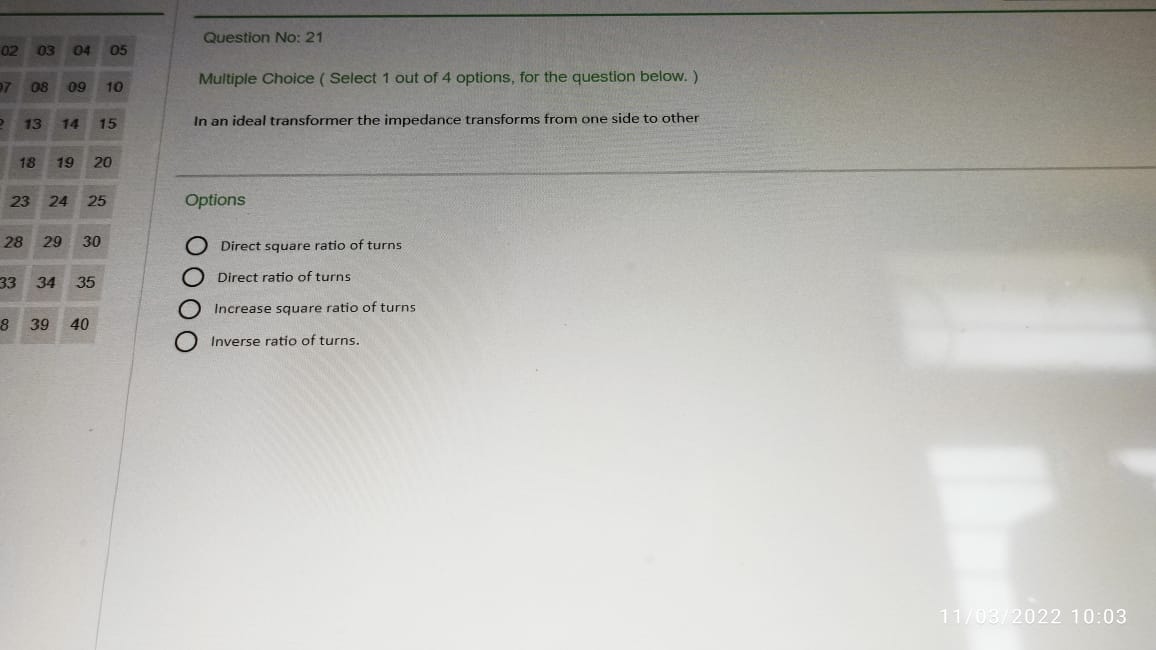 Question No: 21
Multiple Choice ( Select 1 out of 4 options, for the question below. )
In an ideal transformer the impedance transforms from one side to other
Options
Direct square ratio of turns
Direct ratio of turns
Increase square ratio of turns
Inverse ratio of turns.
02 03 04 05
08 09 10
13 14 15
18 19 20
23 24 25
28 29 30
33 34 35
39 40
11/03/2022 10:03